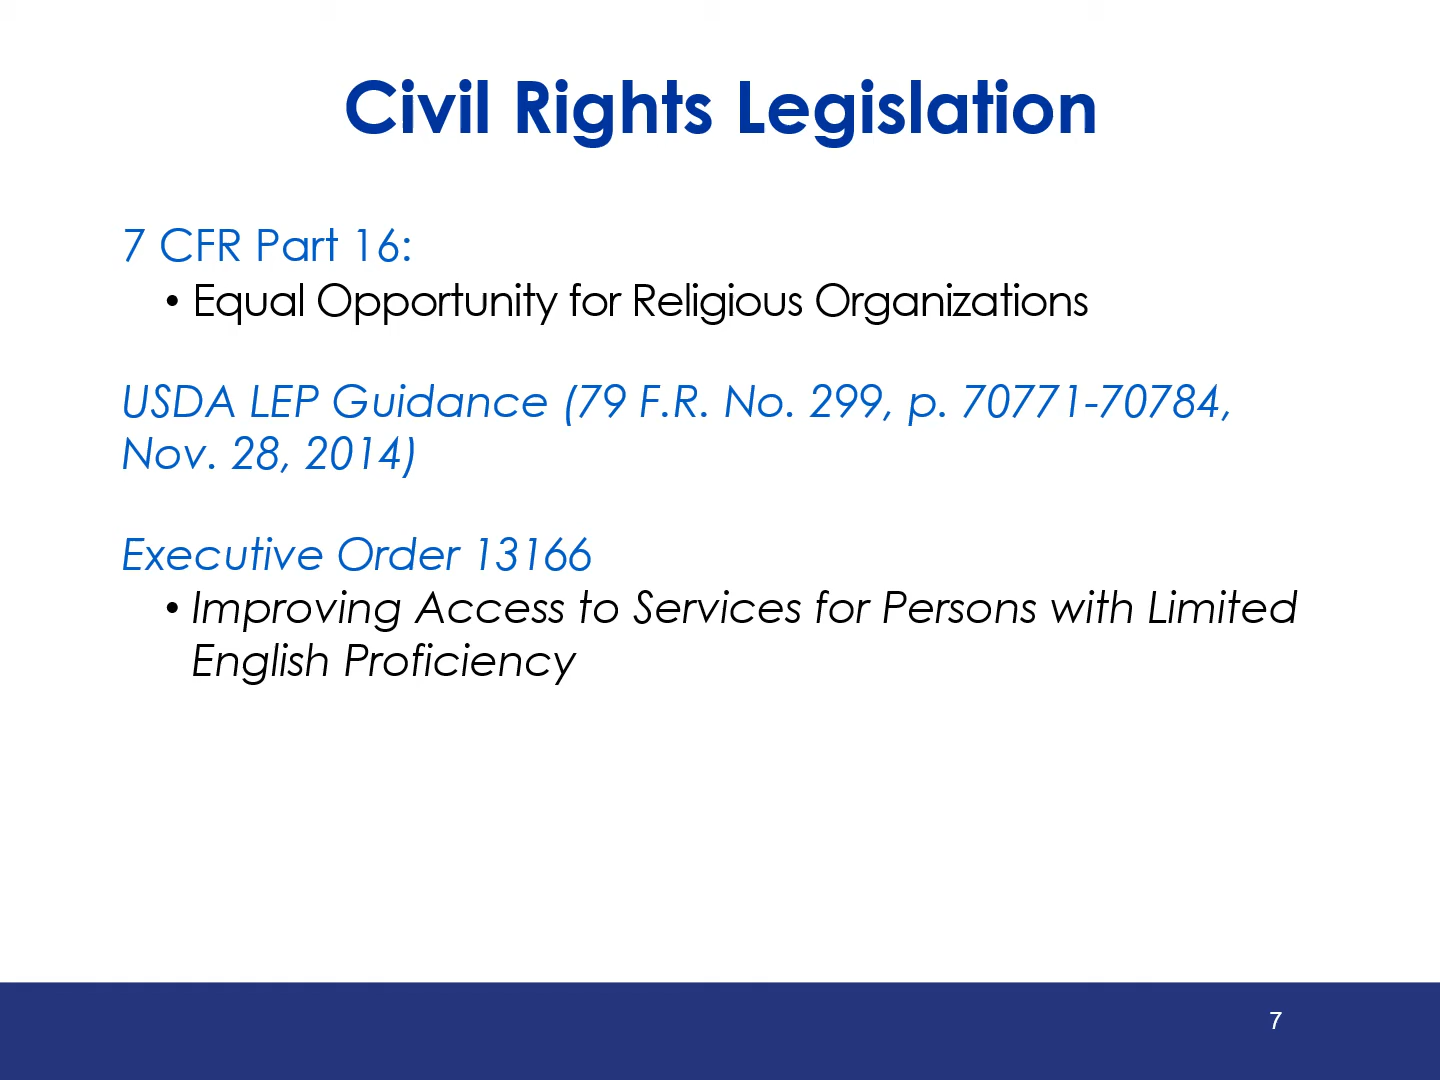 Civil Rights Legislation
7 CFR Part 16:
• Equal Opportunity for Religious Organizations
USDA LEP Guidance (79 F.R. No. 299, p. 70771-70784,
Nov. 28, 2014)
Executive Order 13166
• Improving Access to Services for Persons with Limited
English Proficiency
7